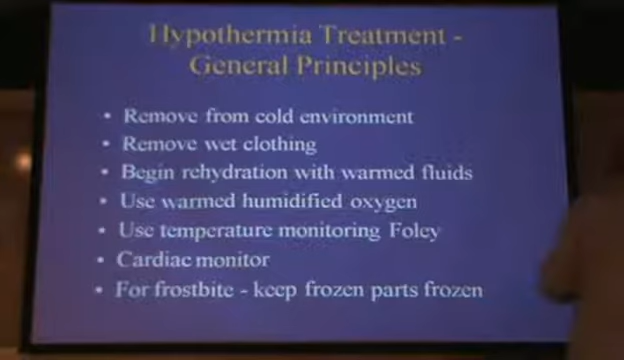 Hypothermia Treatment -
General Principles
• Remove from cold environment
• Remove wet clothing
• Begin rehydration with warmed fluids
• Use warmed humidified oxygen
• Use temperature monitoring Foley
• Cardiac monitor
• For frostbite - keep frozen parts frozen